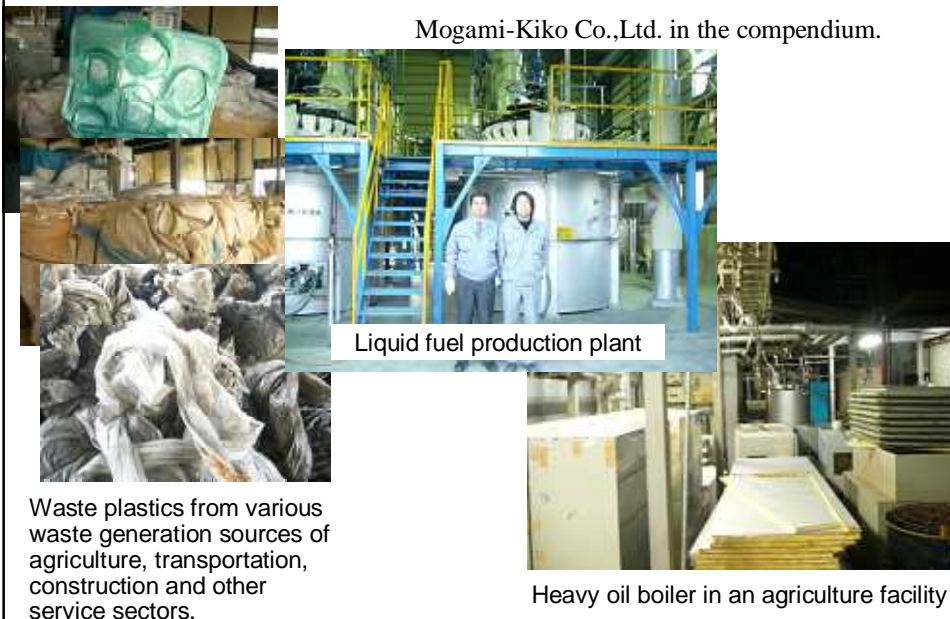 Mogami-Kiko Co.,Ltd. in the compendium.
Liquid fuel production plant
Waste plastics from various
waste generation sources of
agriculture, transportation,
construction and other
service sectors.
Heavy oil boiler in an agriculture facility